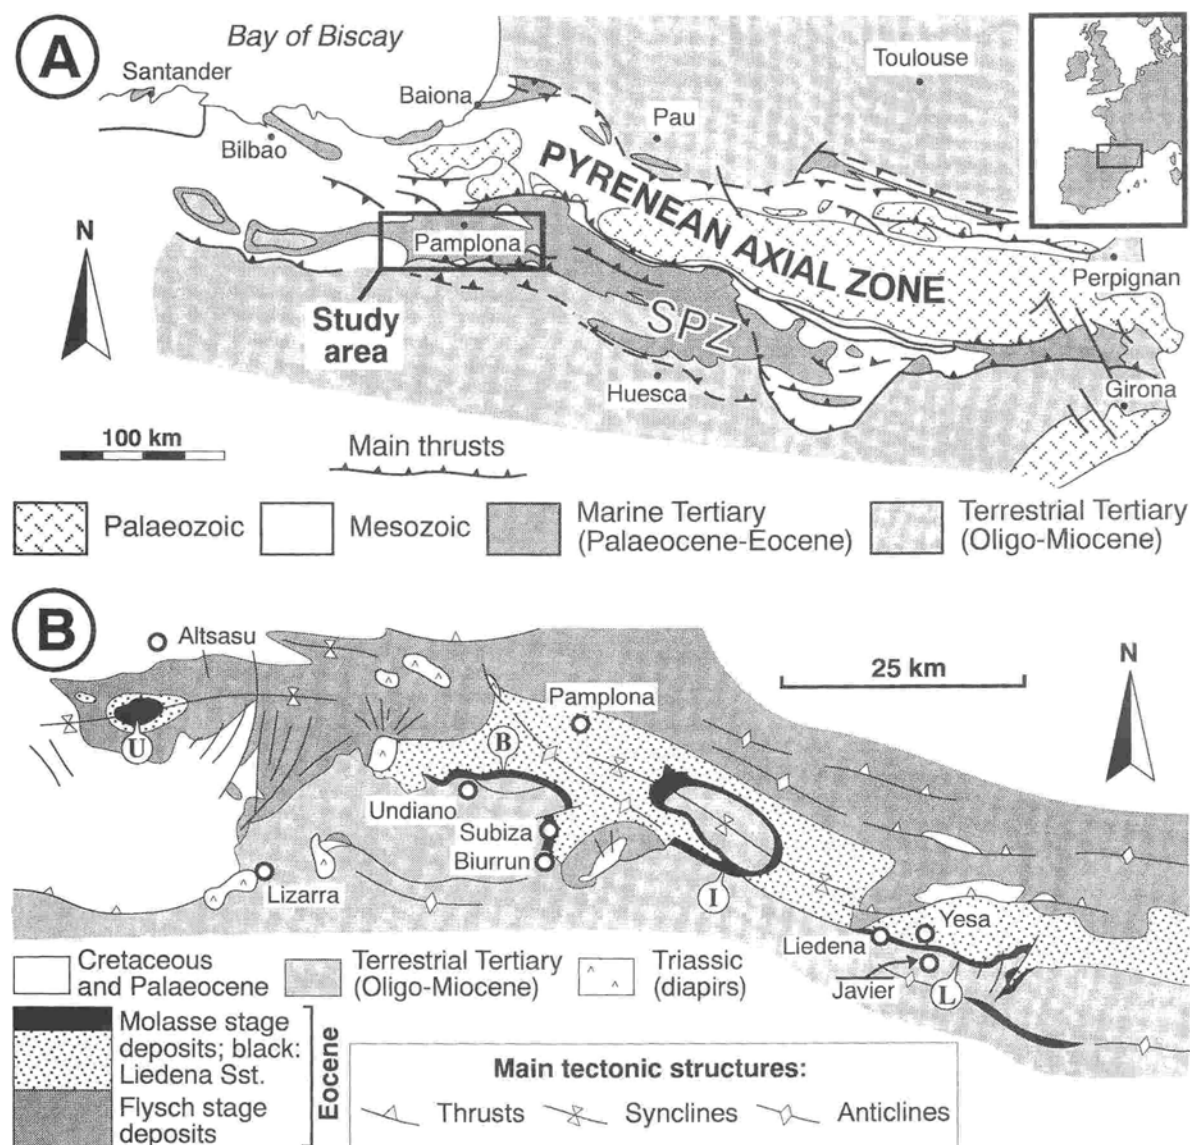 A
Bay of Biscay
Santander
Toulouse
Baiona
Pau
Bilbao
PYRENEAN AXIAL ZONE
N
Pamplona
Perpignan
Study
area
SPZ
Huesca
Girona
100 km
Main thrusts
Palaeozoic
Mesozoic
Marine Tertiary
(Palaeocene-Eocene)
Terrestrial Tertiary
(Oligo-Miocene)
B
Altsasu
25 km
N
Pamplona
U
B
Undiano
Subiza
Biurrun
Lizarra
I
Yesa
Liedena
Javier
L
Cretaceous
and Palaeocene
Terrestrial Tertiary
(Oligo-Miocene)
Triassic
(diapirs)
Molasse stage
deposits; black:
Liedena Sst.
Flysch stage
deposits
Eocene
Main tectonic structures:
Thrusts
Synclines
Anticlines